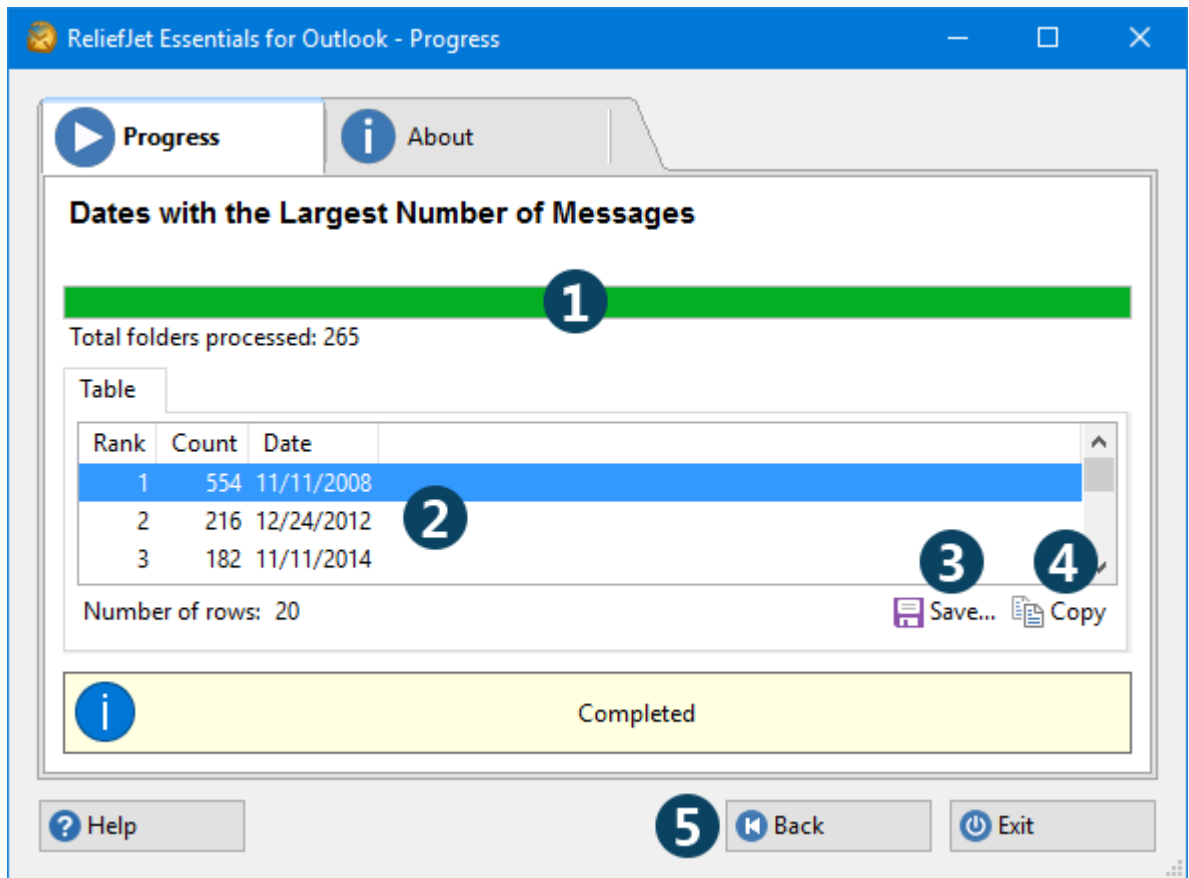 ReliefJet Essentials for Outlook - Progress
Progress
About
Dates with the Largest Number of Messages
1
Total folders processed: 265
Table
Rank Count Date
1 554 11/11/2008
2 216 12/24/2012
2
3 182 11/11/2014
3 4
Number of rows: 20 Save... Copy
Completed
Help 5 Back Exit